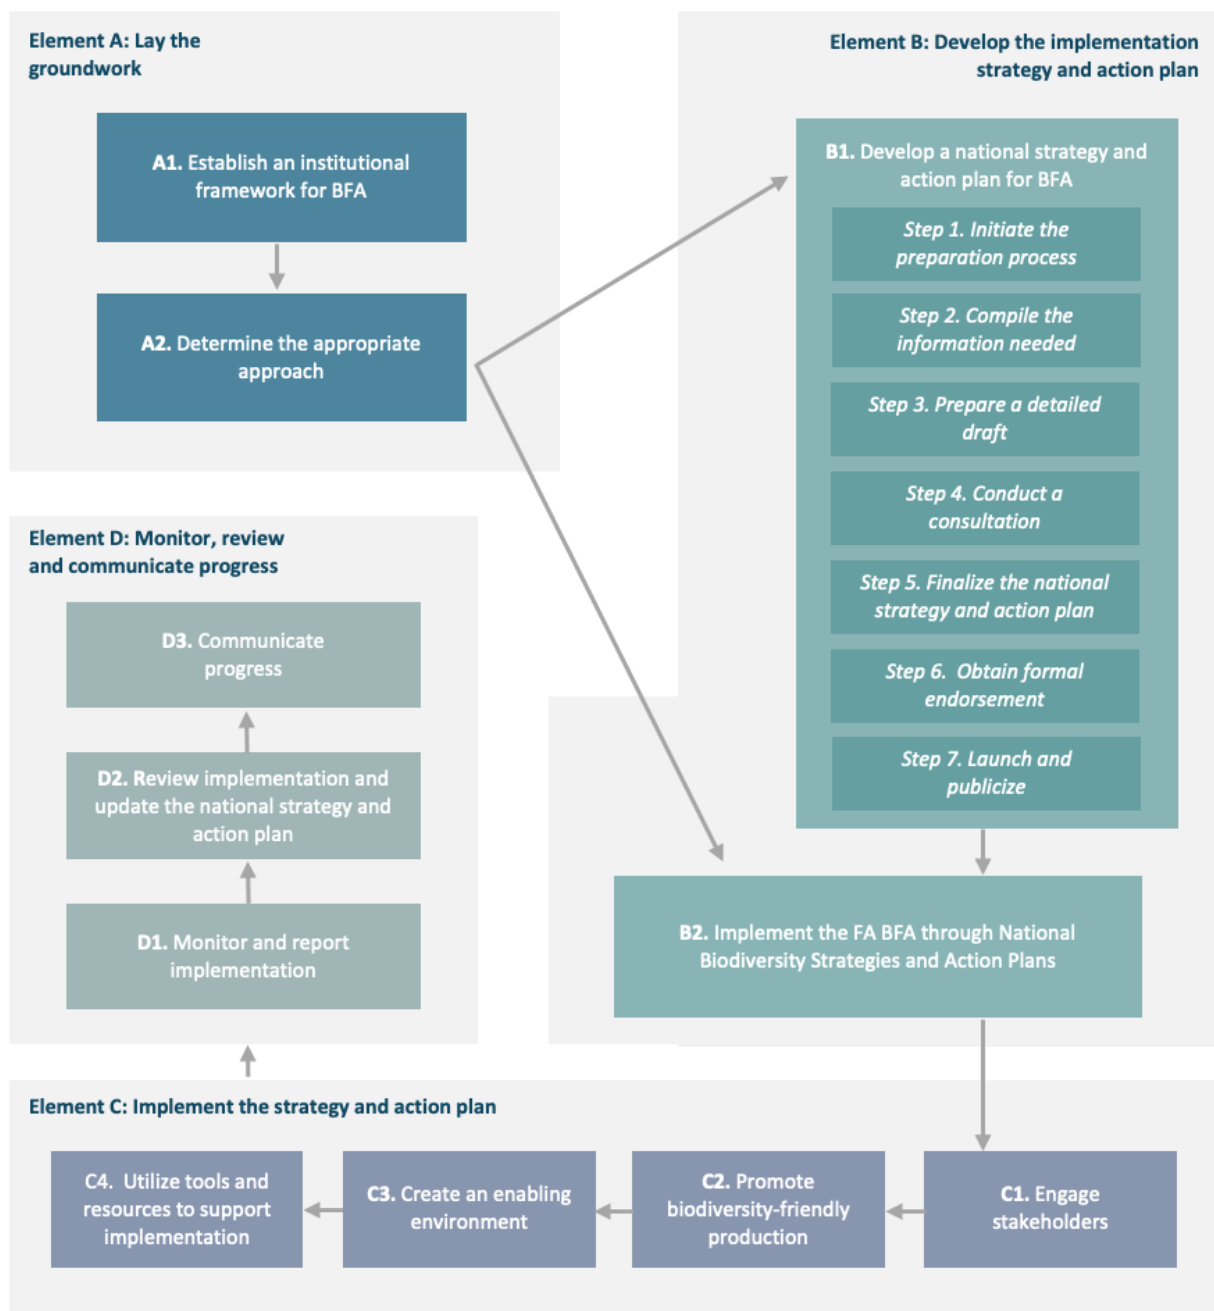 Element A: Lay the
groundwork
A1. Establish an institutional
framework for BFA
A2. Determine the appropriate
approach
Element B: Develop the implementation
strategy and action plan
B1. Develop a national strategy and
action plan for BFA
Step 1. Initiate the
preparation process
Step 2. Compile the
information needed
Step 3. Prepare a detailed
draft
Step 4. Conduct a
consultation
Step 5. Finalize the national
strategy and action plan
Step 6.  Obtain formal
endorsement
Step 7. Launch and
publicize
B2. Implement the FA BFA through National
Biodiversity Strategies and Action Plans
Element C: Implement the strategy and action plan
C1. Engage
stakeholders
C2. Promote
biodiversity-friendly
production
C3. Create an enabling
environment
C4.  Utilize tools and
resources to support
implementation
Element D: Monitor, review
and communicate progress
D1. Monitor and report
implementation
D2. Review implementation and
update the national strategy and
action plan
D3. Communicate
progress